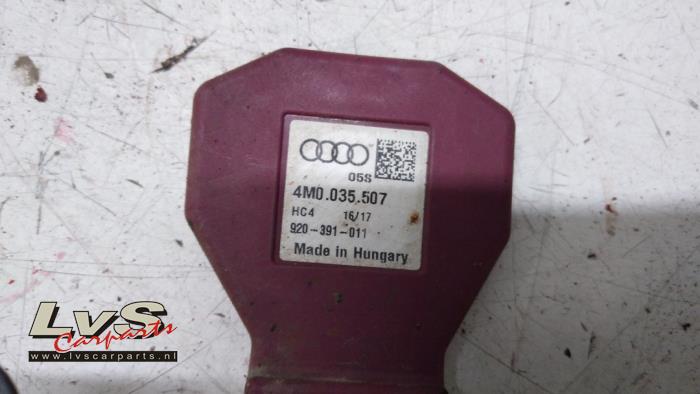 05S
4M0.035.507
HC4 16/17
920-391-011
Made in Hungary
LvS
Carparts
www.lvscarparts.nl